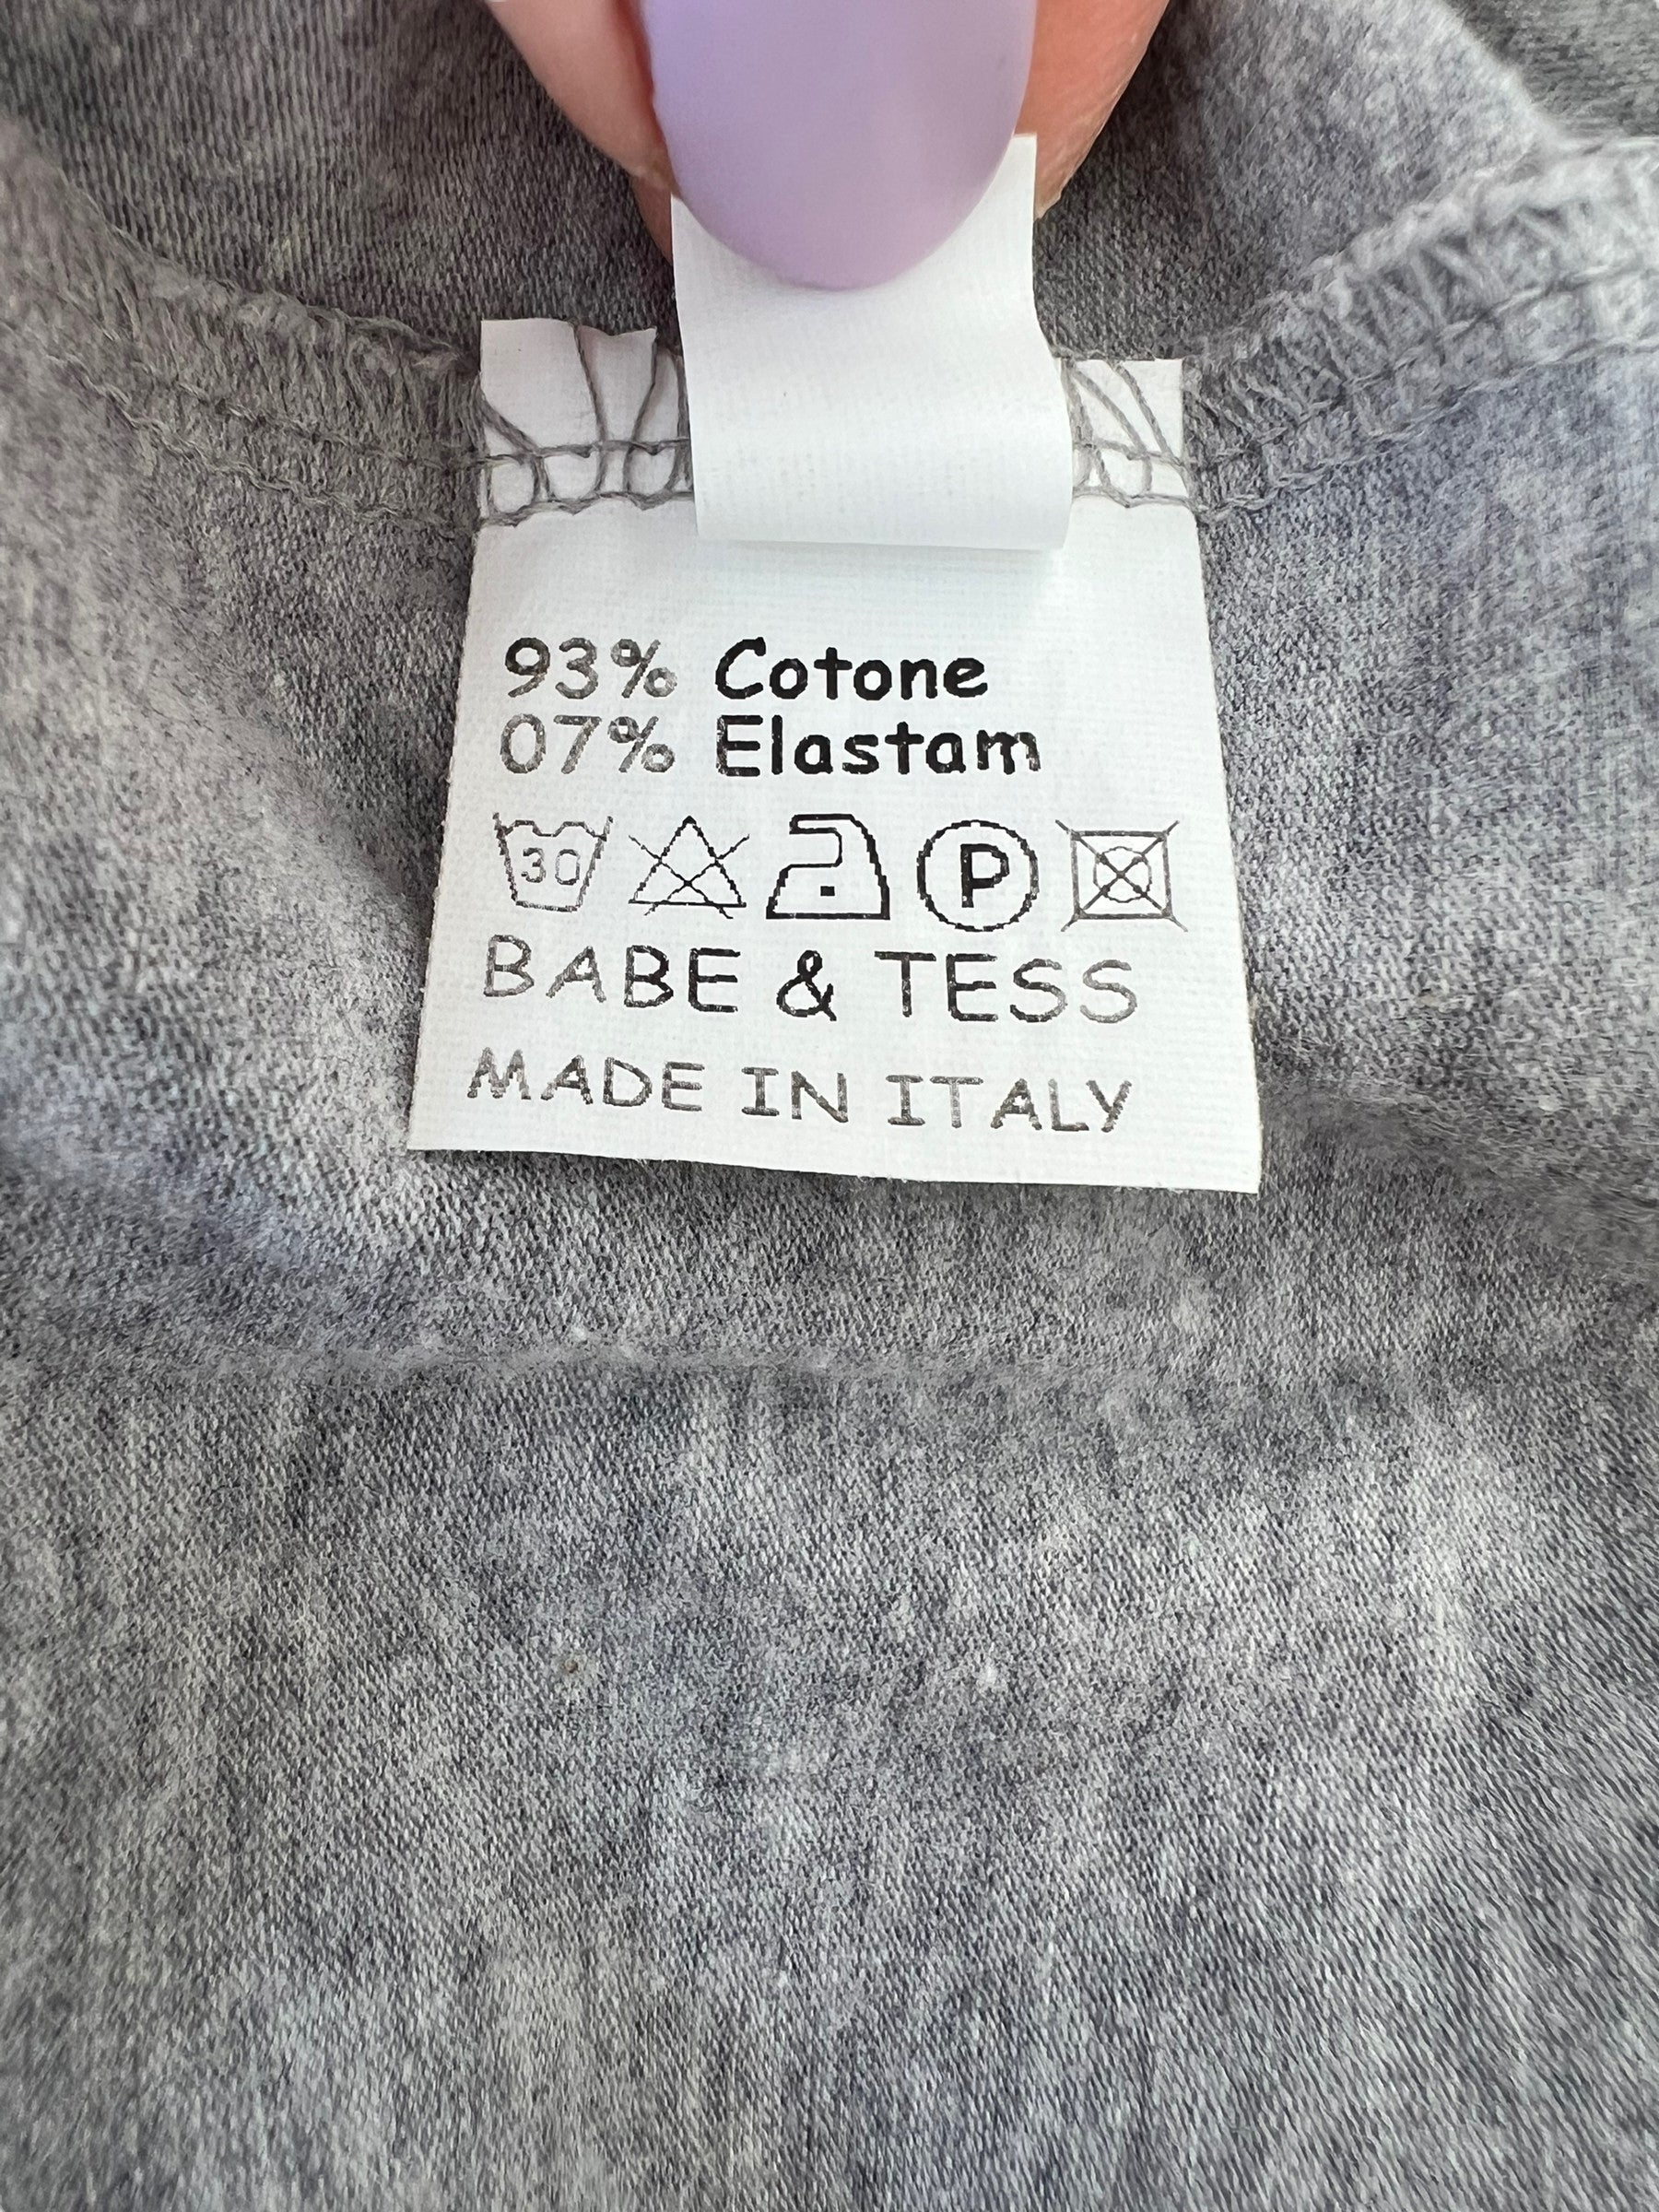 93% Cotone
07% Elastam
30 P
BABE & TESS
MADE IN ITALY